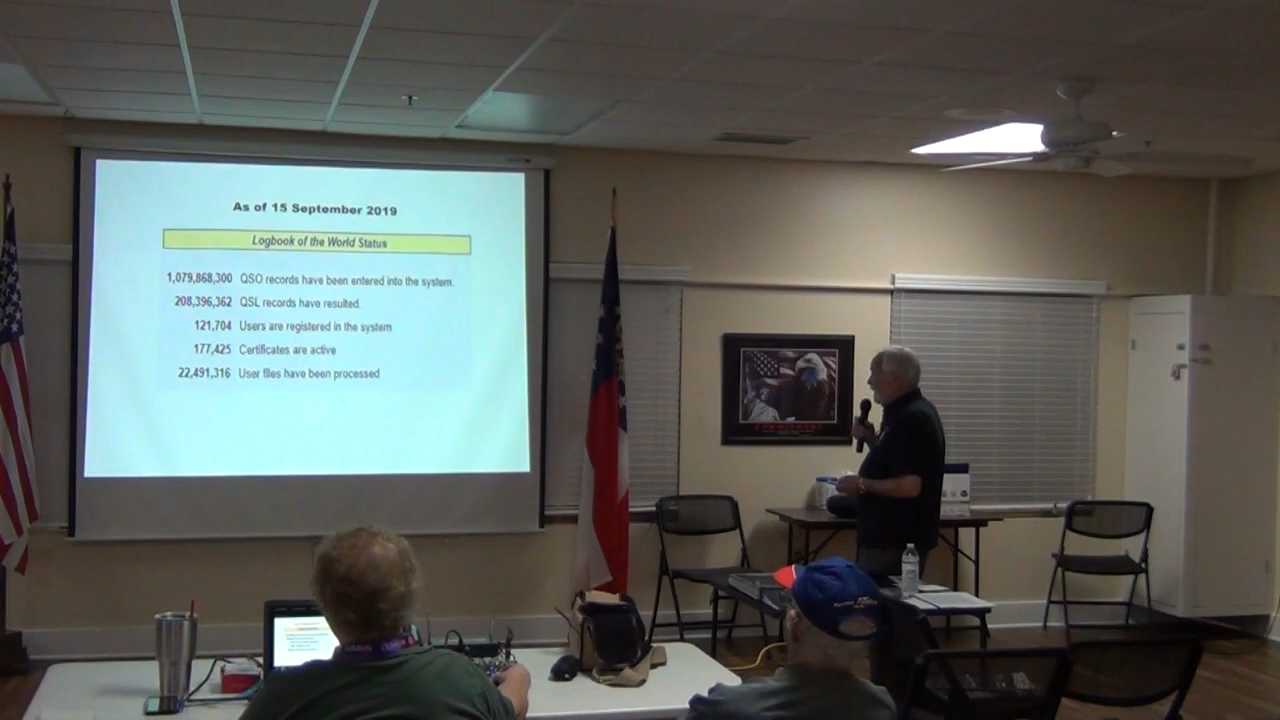 As of 15 September 2019
Logbook of the World Status
1,079,868,300 QSO records have been entered into the system.
208,396,362 QSL records have resulted.
121,704 Users are registered in the system
177,425 Certificates are active
22,491,316 User files have been processed